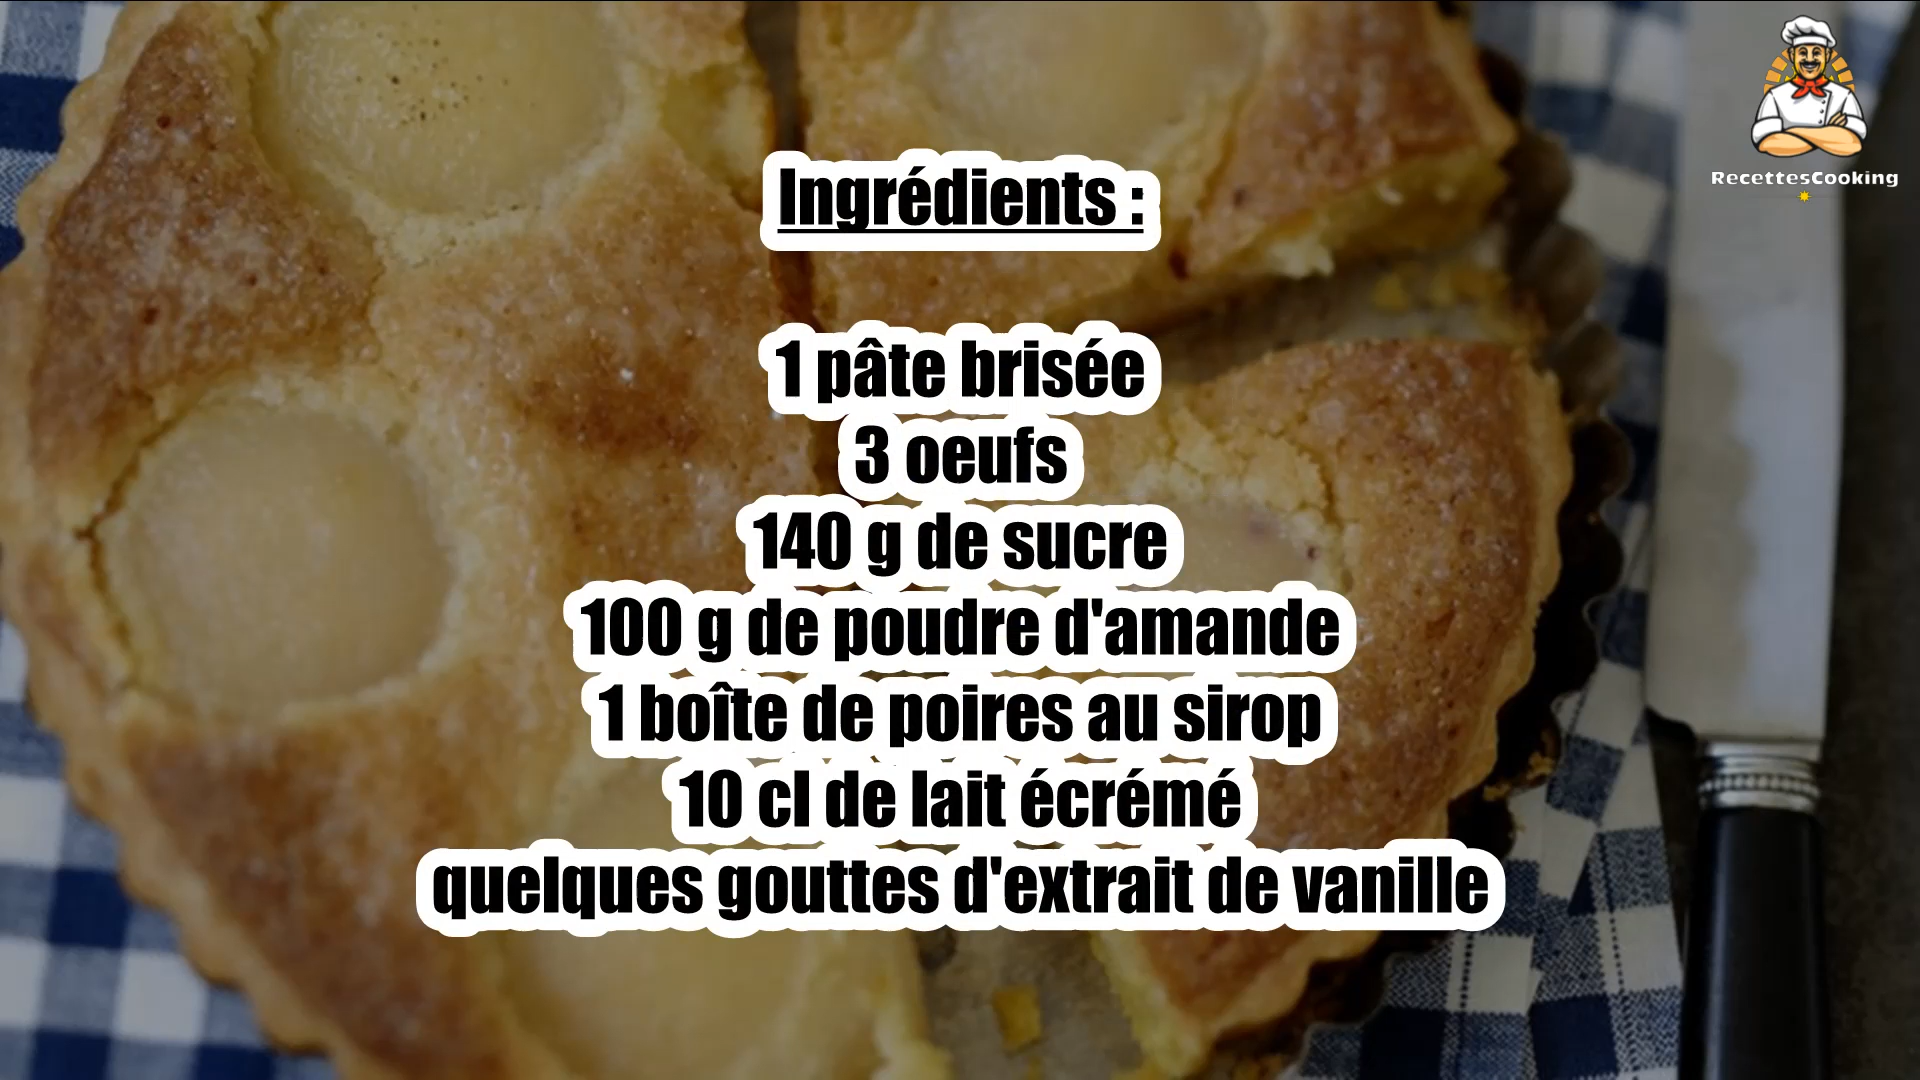 RecettesCooking
Ingrédients :
1 pâte brisée
3 oeufs
140 g de sucre
100 g de poudre d'amande
1 boîte de poires au sirop
10 cl de lait écrémé
quelques gouttes d'extrait de vanille